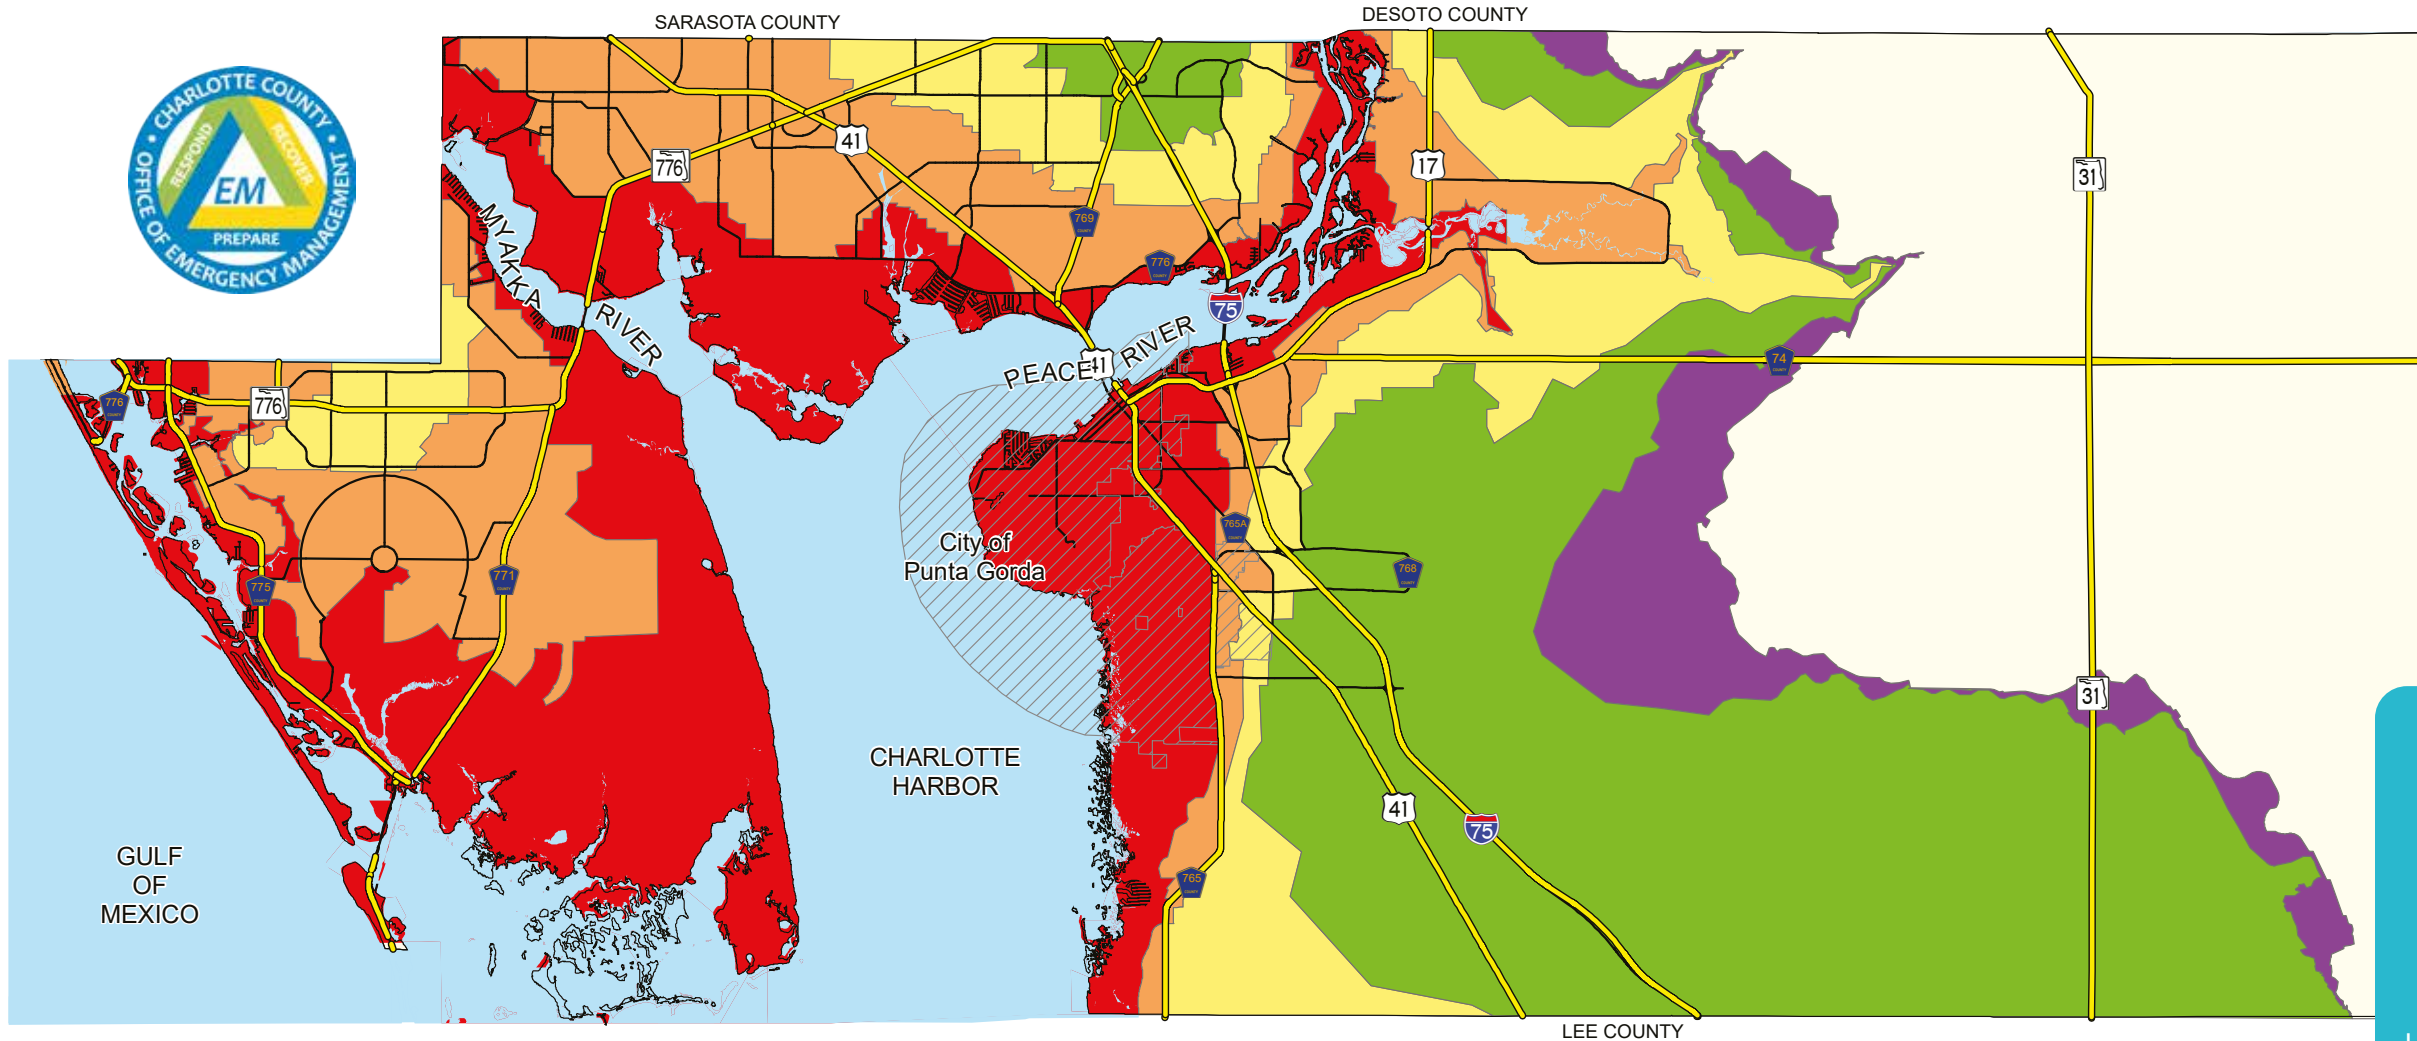 SARASOTA COUNTY
DESOTO COUNTY
CHARLOTTE COUNTY
OFFICE OF EMERGENCY MANAGEMENT
RESPOND
RECOVER
EM
PREPARE
41
776
17
31
769
776
MYAKKA
RIVER
75
RIVER
PEACE
41
74
776
776
765A
City of
Punta Gorda
768
775
771
31
CHARLOTTE
HARBOR
41
75
GULF
OF
MEXICO
765
LEE COUNTY